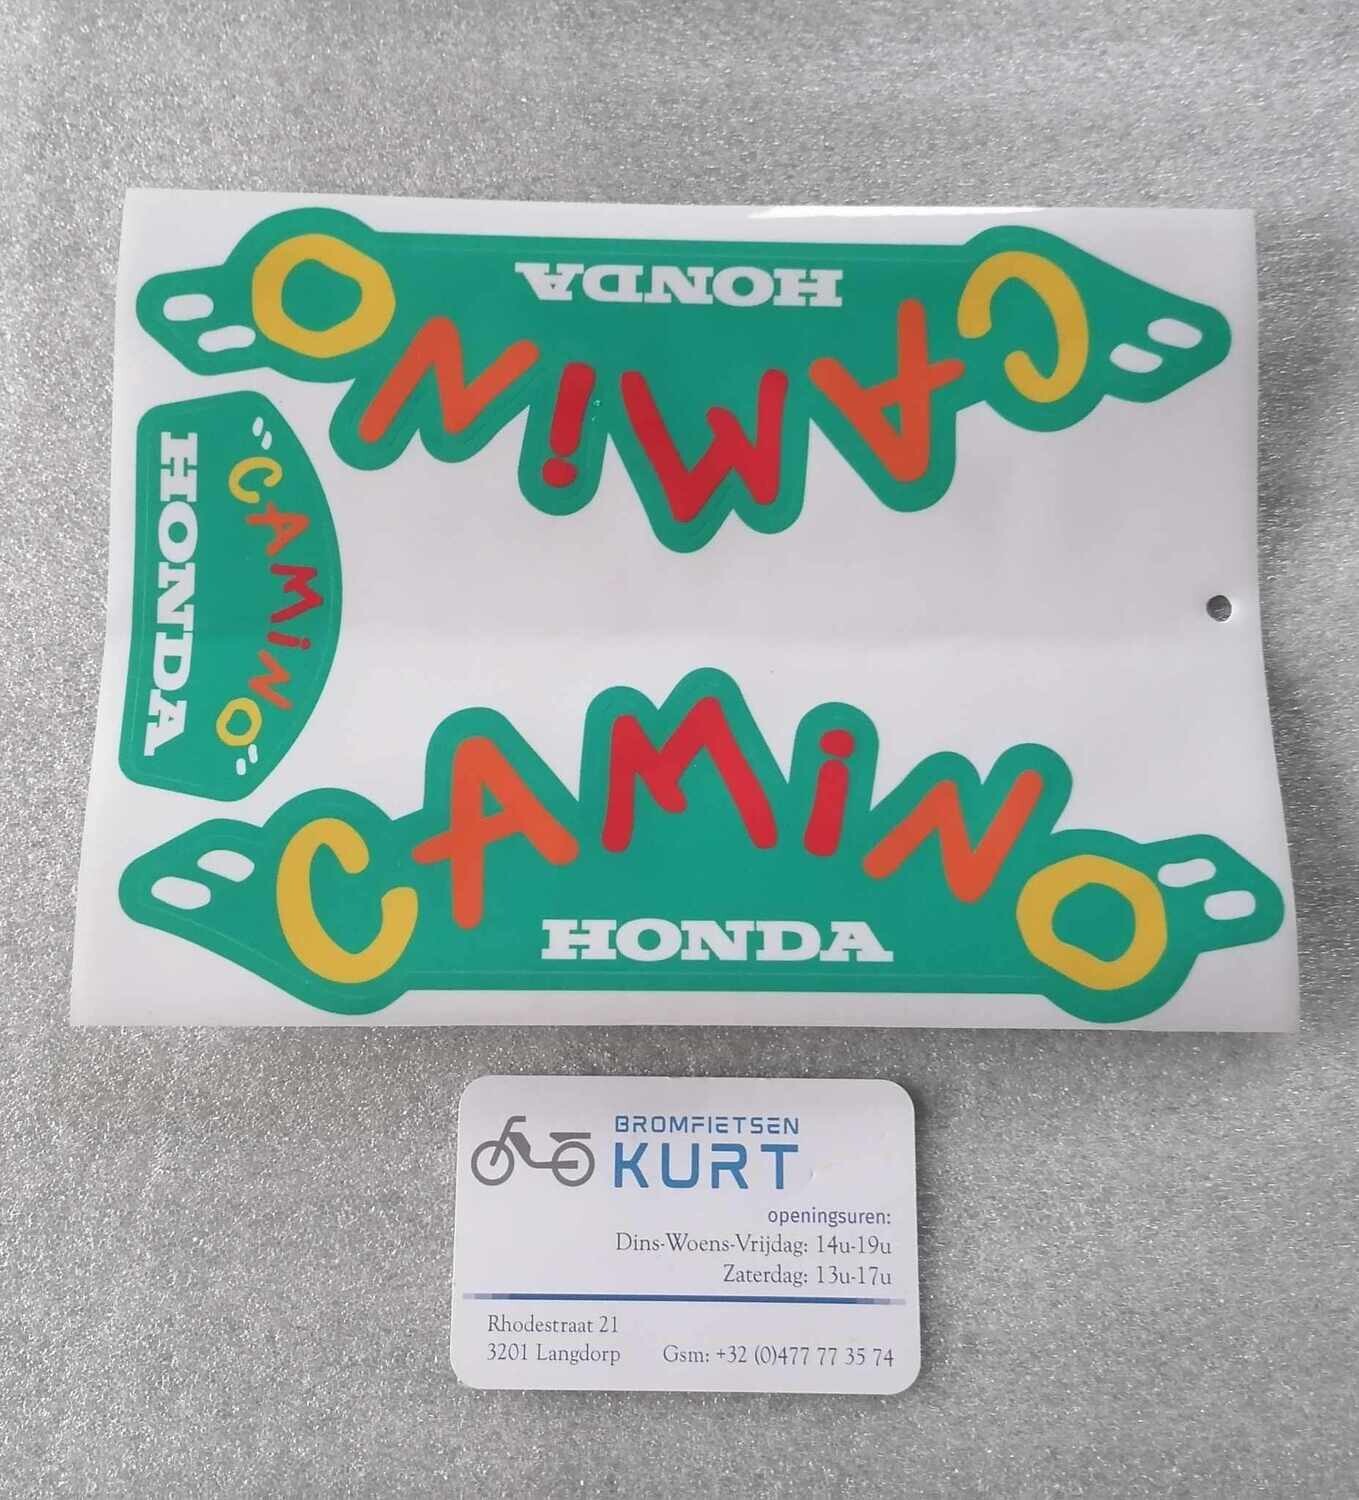 HONDA
CAMiNO
HONDA
"CAMiNO"
CAMiNO
HONDA
BROMFIETSEN
KURT
openingsuren:
Dins-Woens-Vrijdag: 14u-19u
Zaterdag: 13u-17u
Rhodestraat 21
3201 Langdorp Gsm: +32 (0)477 77 35 74